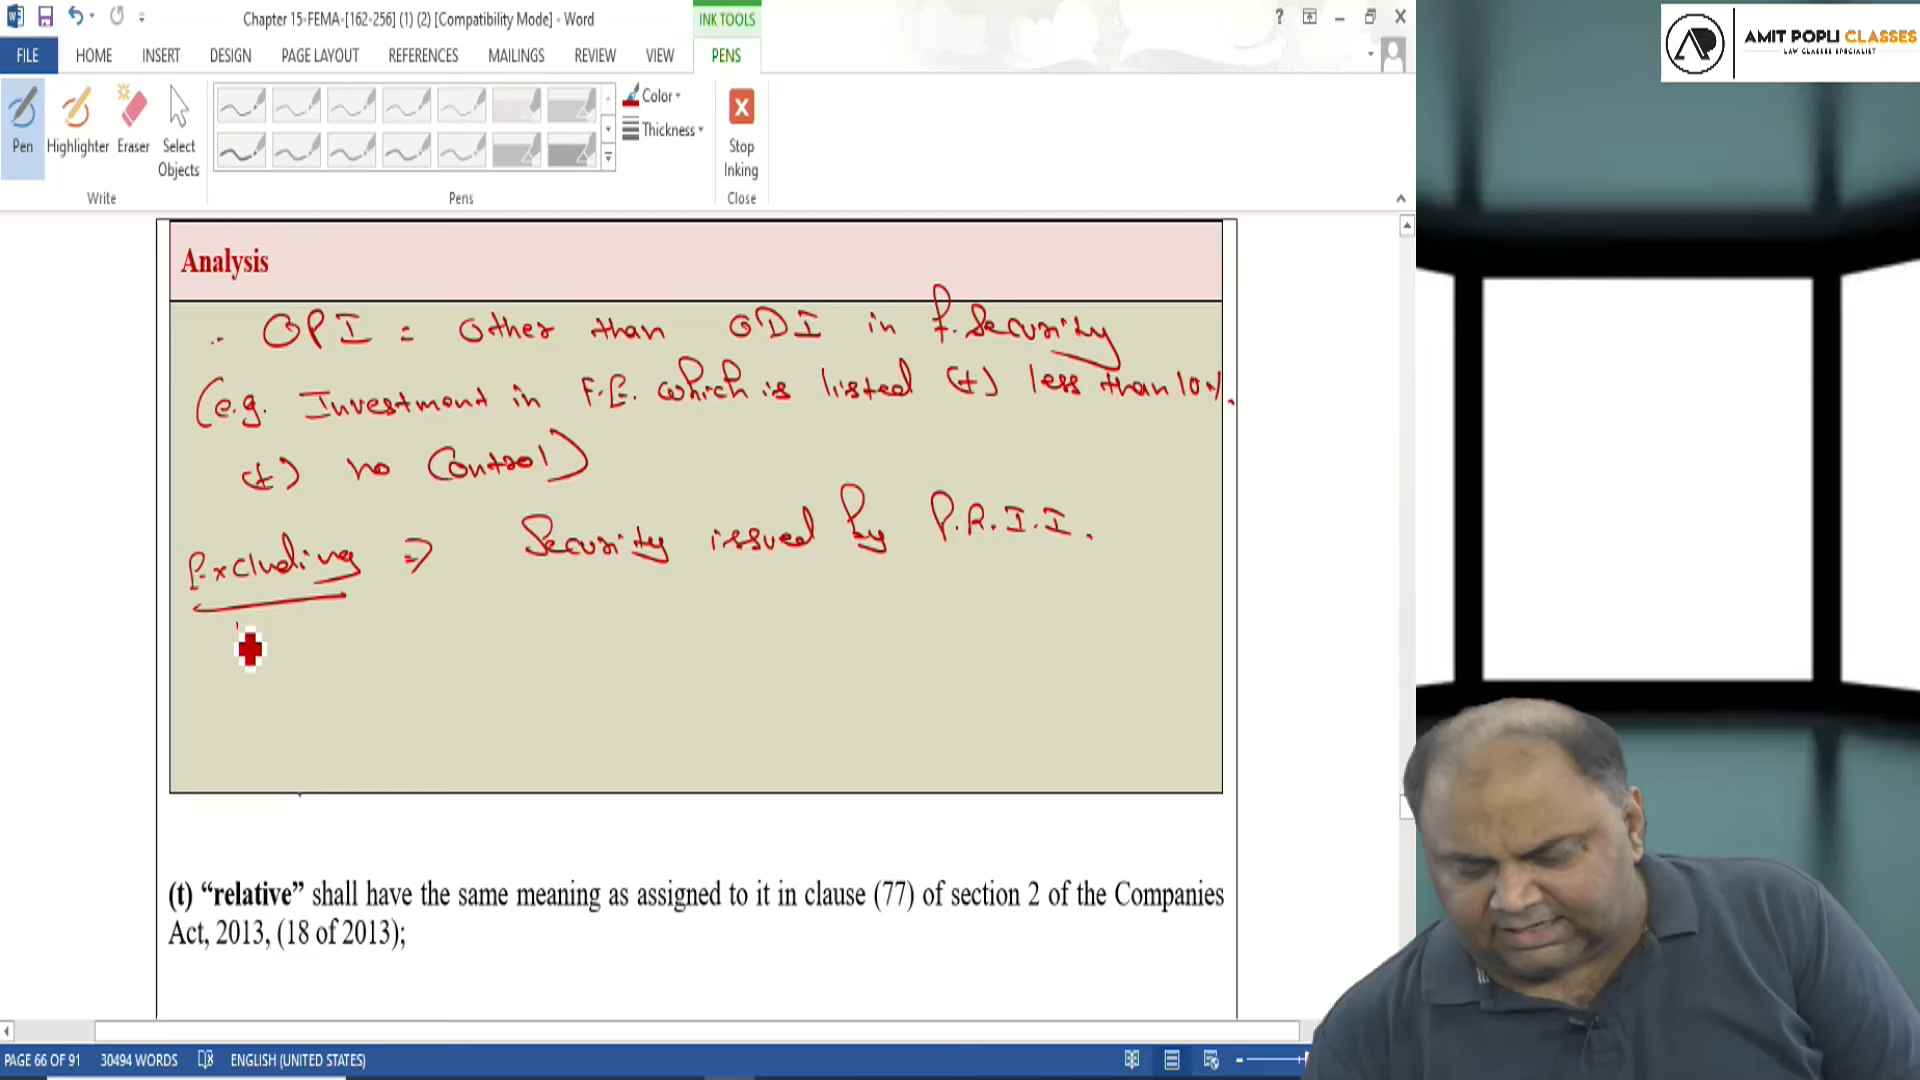 Chapter 15-FEMA-[162-256] (1) (2) [Compatibility Mode] - Word
INK TOOLS
FILE HOME INSERT DESIGN PAGE LAYOUT REFERENCES MAILINGS REVIEW VIEW PENS
Pen Highlighter Eraser Select Objects
Color
Thickness
Stop Inking
Write Pens Close
AMIT POPLI CLASSES
LAW CLASSES SPECIALIST
Analysis
∴ OPI = Other than ODI in F. Security
(e.g. Investment in F.E. which is listed (+) less than 10%.
(+) no Control)
Excluding ⇒ Security issued by P.R.I.I.
(t) “relative” shall have the same meaning as assigned to it in clause (77) of section 2 of the Companies
Act, 2013, (18 of 2013);
PAGE 66 OF 91 30494 WORDS ENGLISH (UNITED STATES)